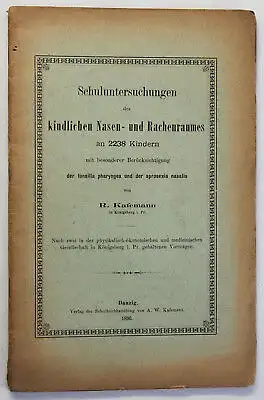 Schuluntersuchungen
des
kindlichen Nasen- und Rachenraumes
an 2238 Kindern
mit besonderer Berücksichtigung
der tonsilla pharyngea und der aprosexia nasalis
von
R. Kafemann
in Königsberg i. Pr.
Nach zwei in der physikalisch-ökonomischen und medicinischen
Gesellschaft in Königsberg i. Pr. gehaltenen Vorträgen.
Danzig.
Verlag der Schulbuchhandlung von A. W. Kafemann.
1890.